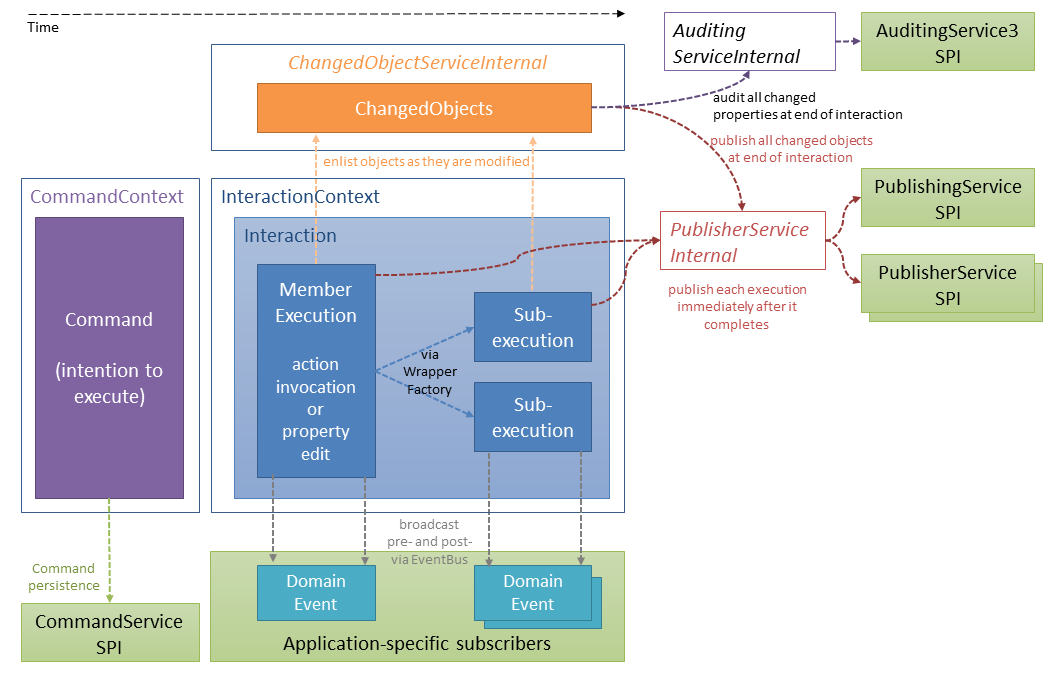 Time
ChangedObjectServiceInternal
ChangedObjects
Auditing
ServiceInternal
AuditingService3
SPI
audit all changed
properties at end of interaction
publish all changed objects
at end of interaction
enlist objects as they are modified
CommandContext
Command
(intention to
execute)
InteractionContext
Interaction
Member
Execution
action
invocation
or
property
edit
via
Wrapper
Factory
Sub-
execution
Sub-
execution
PublisherService
Internal
publish each execution
immediately after it
completes
PublishingService
SPI
PublisherService
SPI
broadcast
pre- and post-
via EventBus
Command
persistence
CommandService
SPI
Domain
Event
Domain
Event
Application-specific subscribers